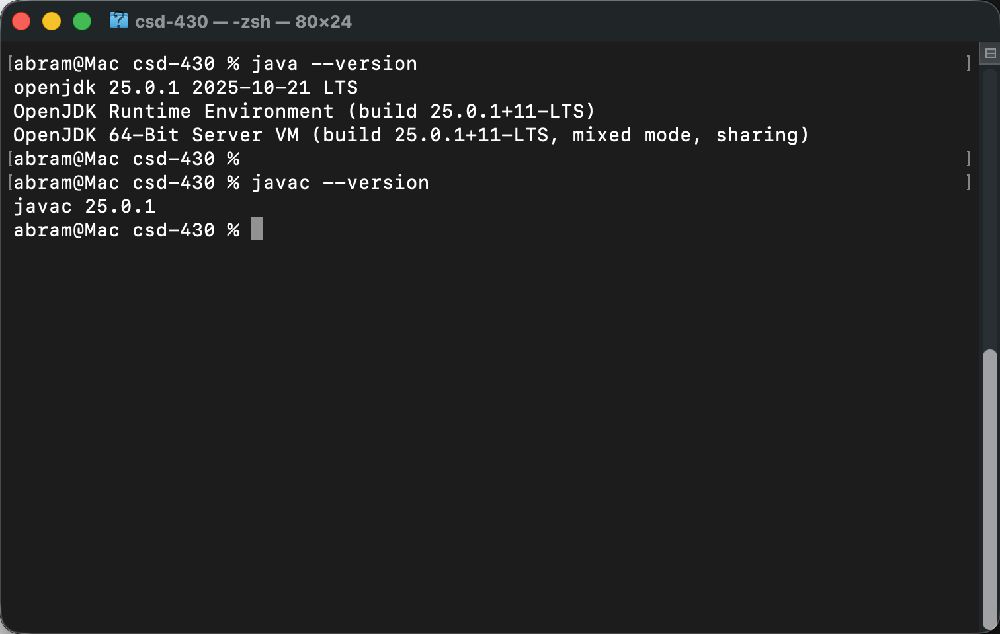 csd-430 — -zsh — 80×24
[abram@Mac csd-430 % java --version ]
openjdk 25.0.1 2025-10-21 LTS
OpenJDK Runtime Environment (build 25.0.1+11-LTS)
OpenJDK 64-Bit Server VM (build 25.0.1+11-LTS, mixed mode, sharing)
[abram@Mac csd-430 % ]
[abram@Mac csd-430 % javac --version ]
javac 25.0.1
abram@Mac csd-430 %